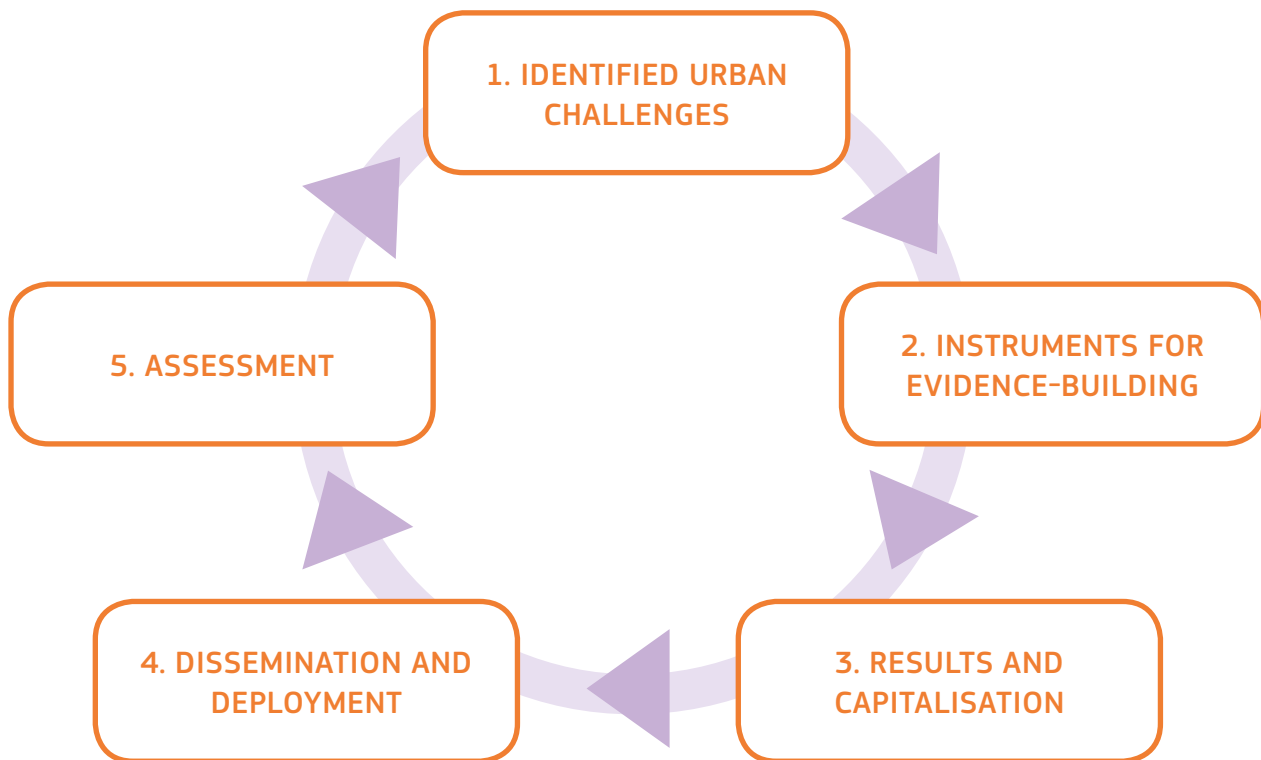 1. IDENTIFIED URBAN
CHALLENGES
2. INSTRUMENTS FOR
EVIDENCE-BUILDING
3. RESULTS AND
CAPITALISATION
4. DISSEMINATION AND
DEPLOYMENT
5. ASSESSMENT